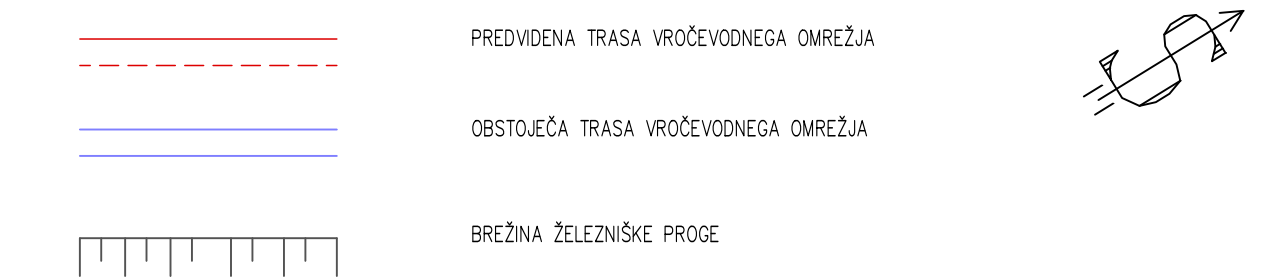 PREDVIDENA TRASA VROČEVODNEGA OMREŽJA
OBSTOJEČA TRASA VROČEVODNEGA OMREŽJA
BREŽINA ŽELEZNIŠKE PROGE